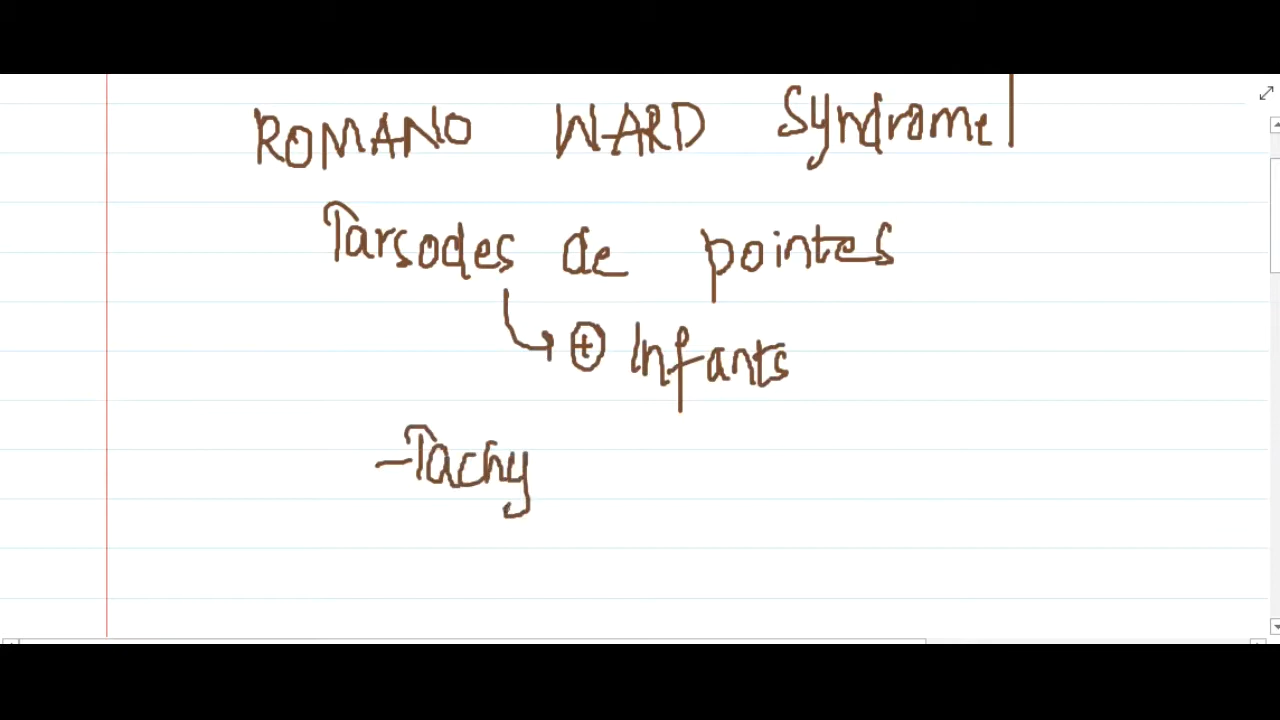 ROMANO WARD Syndrome
Tarsodes de pointes
+ Infants
-Tachy